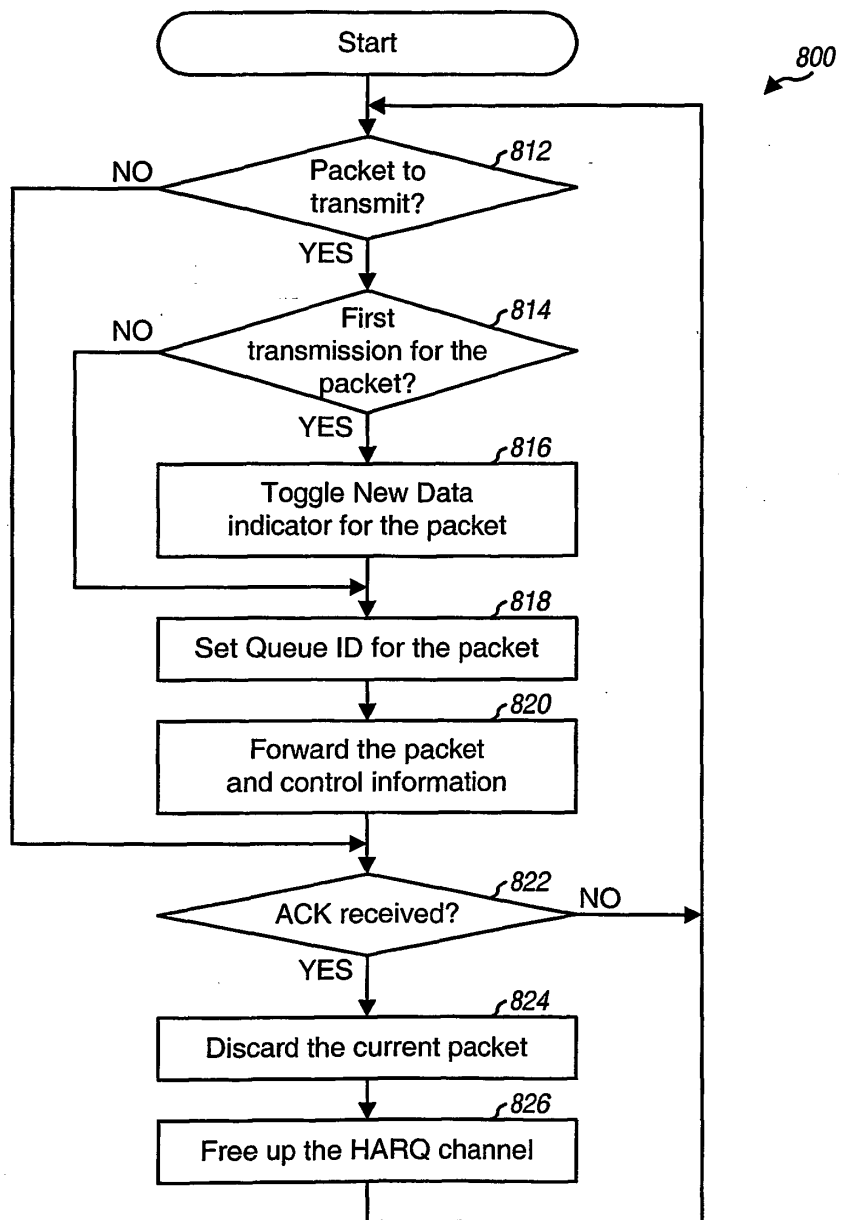 Start
800
812
Packet to
transmit?
NO
YES
814
First
transmission for the
packet?
NO
YES
816
Toggle New Data
indicator for the packet
818
Set Queue ID for the packet
820
Forward the packet
and control information
822
ACK received?
NO
YES
824
Discard the current packet
826
Free up the HARQ channel